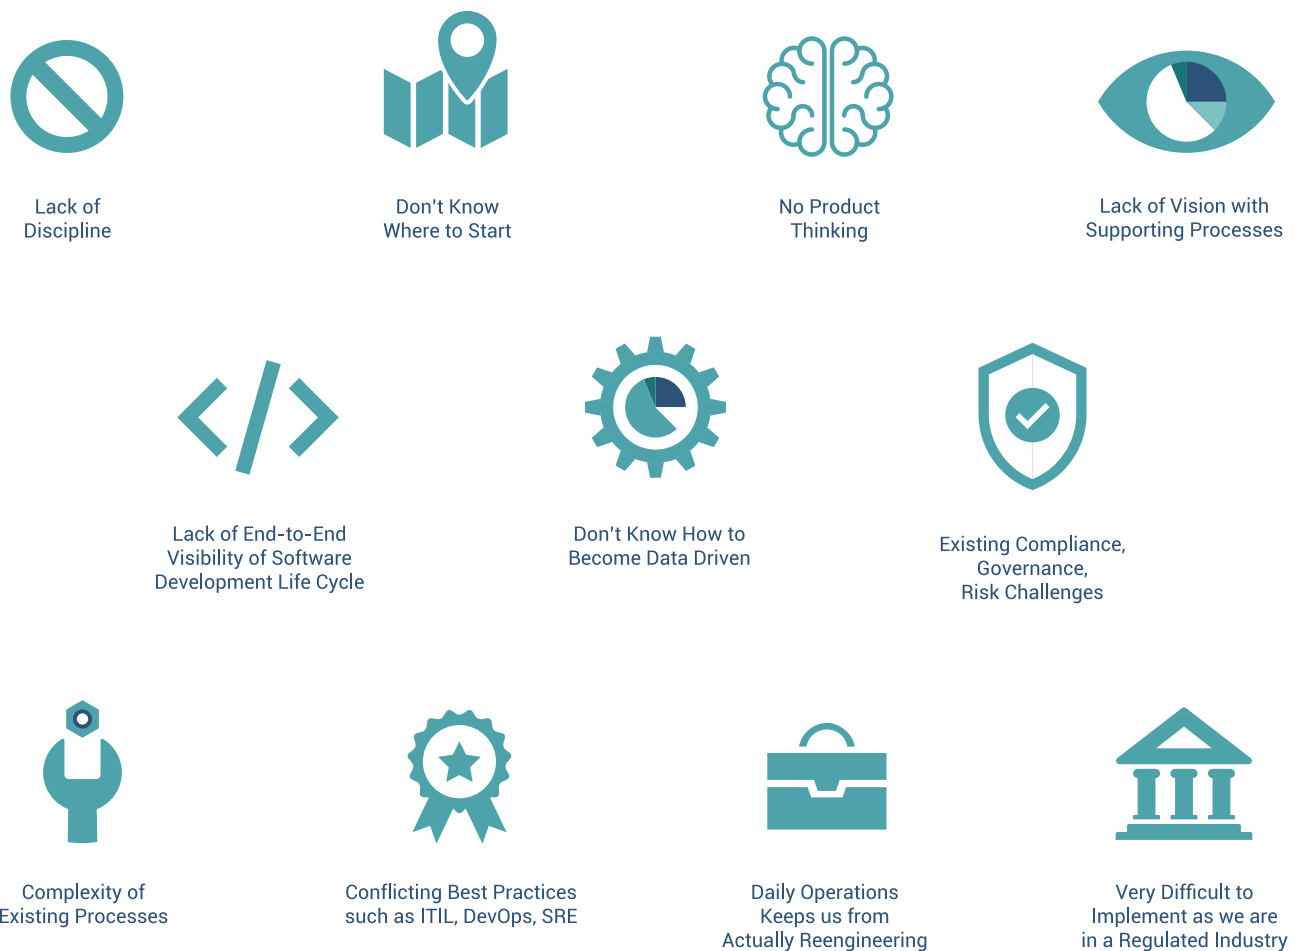 Lack of
Discipline
Don't Know
Where to Start
No Product
Thinking
Lack of Vision with
Supporting Processes
Lack of End-to-End
Visibility of Software
Development Life Cycle
Don't Know How to
Become Data Driven
Existing Compliance,
Governance,
Risk Challenges
Complexity of
Existing Processes
Conflicting Best Practices
such as ITIL, DevOps, SRE
Daily Operations
Keeps us from
Actually Reengineering
Very Difficult to
Implement as we are
in a Regulated Industry